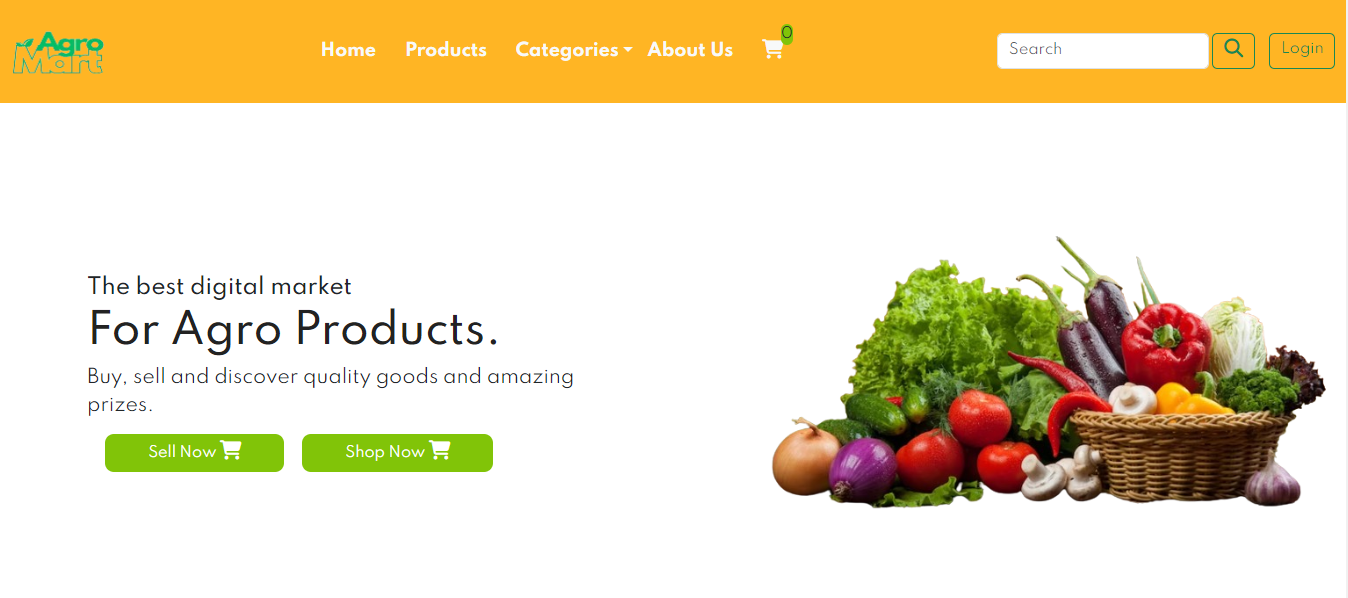 Agro
Mart
Home Products Categories About Us 0
Search Login
The best digital market
For Agro Products.
Buy, sell and discover quality goods and amazing
prizes.
Sell Now Shop Now